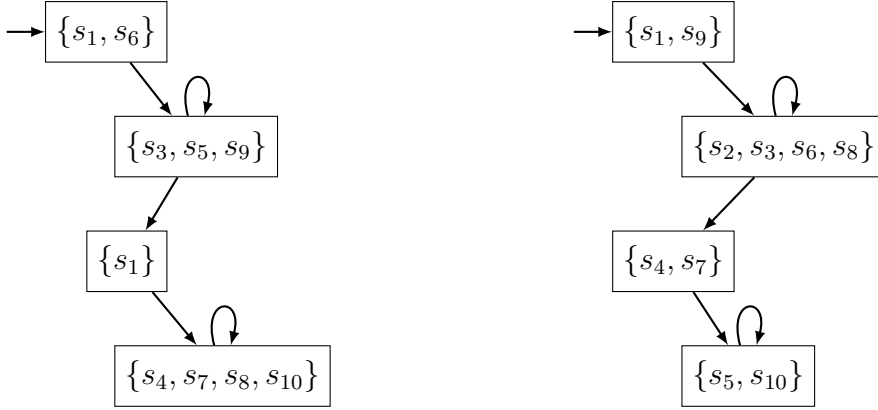 {s₁, s₆}
{s₃, s₅, s₉}
{s₁}
{s₄, s₇, s₈, s₁₀}
{s₁, s₉}
{s₂, s₃, s₆, s₈}
{s₄, s₇}
{s₅, s₁₀}